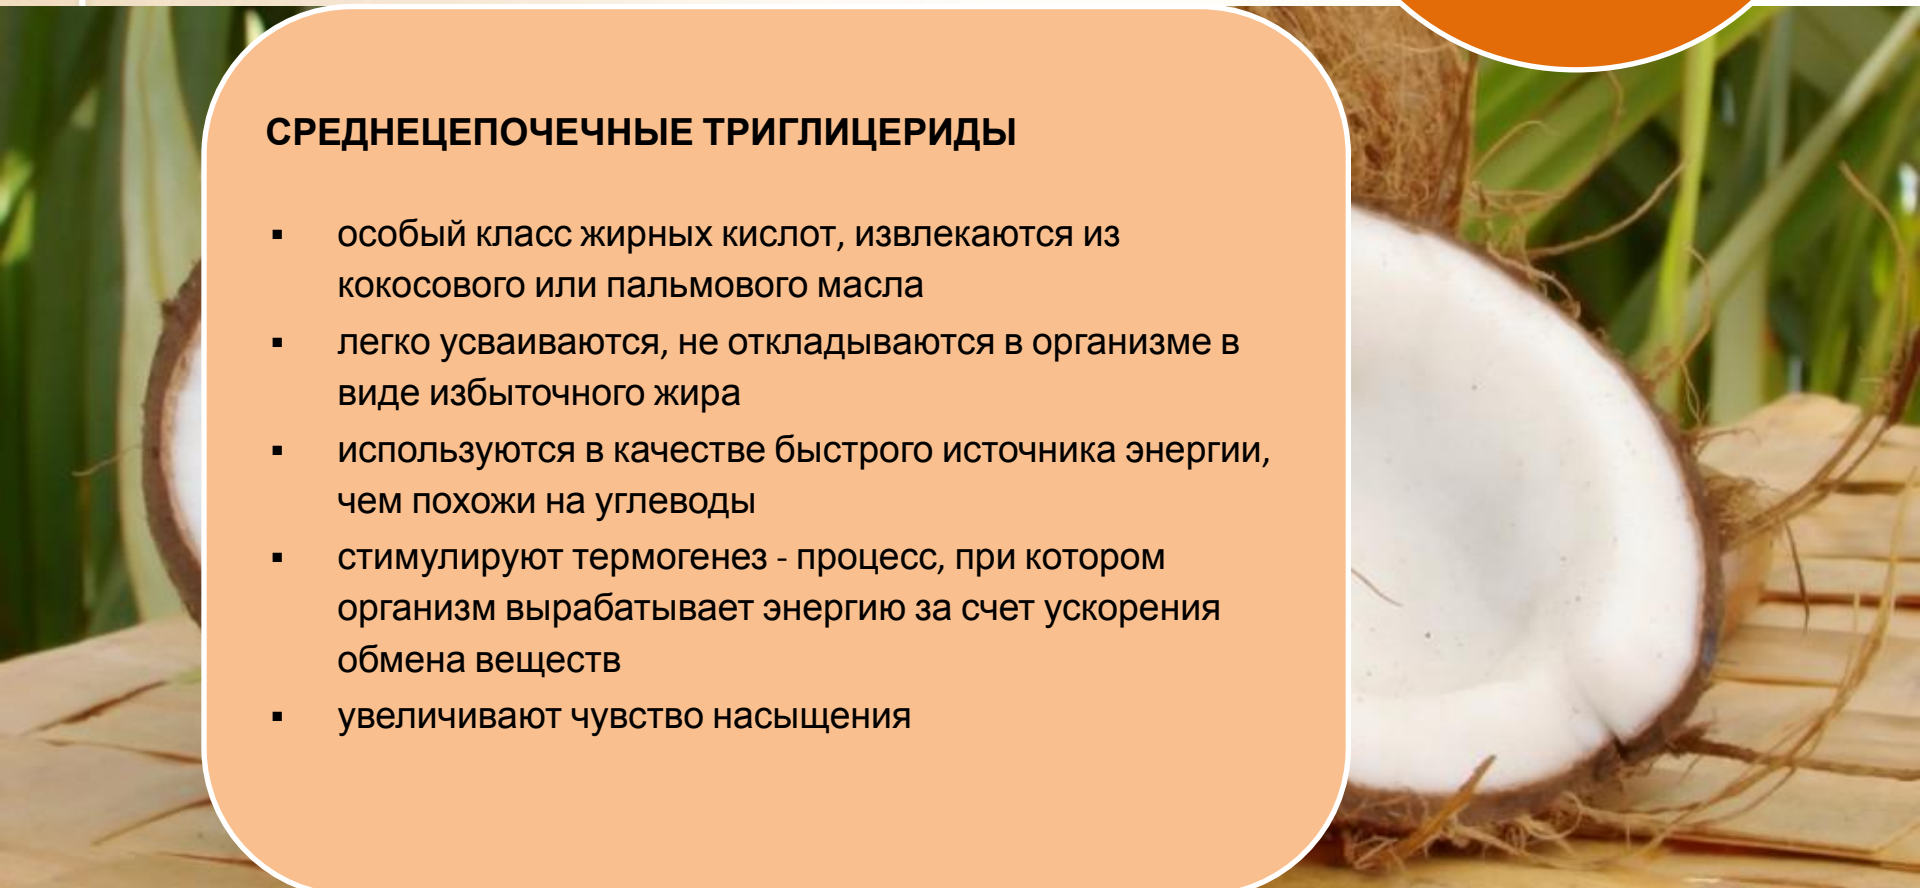 СРЕДНЕЦЕПОЧЕЧНЫЕ ТРИГЛИЦЕРИДЫ
▪ особый класс жирных кислот, извлекаются из
кокосового или пальмового масла
▪ легко усваиваются, не откладываются в организме в
виде избыточного жира
▪ используются в качестве быстрого источника энергии,
чем похожи на углеводы
▪ стимулируют термогенез - процесс, при котором
организм вырабатывает энергию за счет ускорения
обмена веществ
▪ увеличивают чувство насыщения